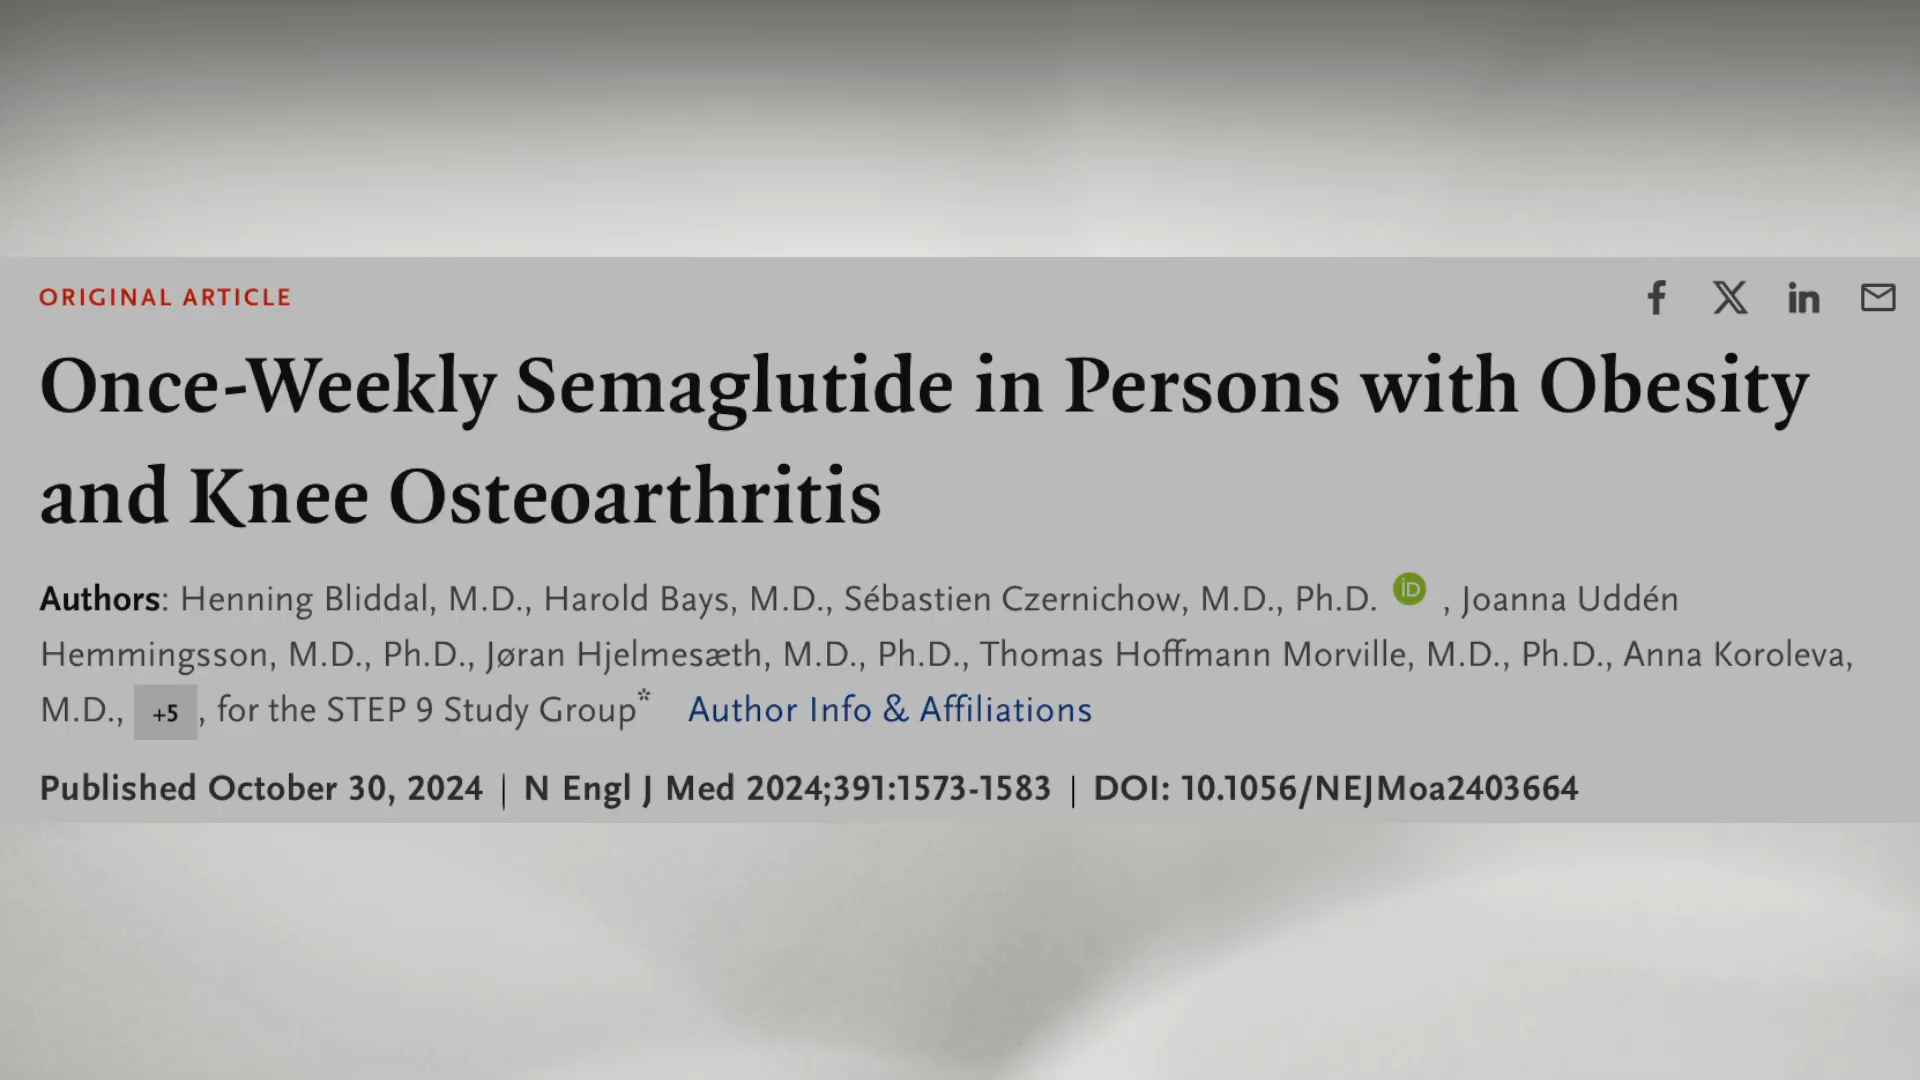 ORIGINAL ARTICLE
Once-Weekly Semaglutide in Persons with Obesity
and Knee Osteoarthritis
Authors: Henning Bliddal, M.D., Harold Bays, M.D., Sébastien Czernichow, M.D., Ph.D. iD , Joanna Uddén
Hemmingsson, M.D., Ph.D., Jøran Hjelmesæth, M.D., Ph.D., Thomas Hoffmann Morville, M.D., Ph.D., Anna Koroleva,
M.D., +5 , for the STEP 9 Study Group* Author Info & Affiliations
Published October 30, 2024 | N Engl J Med 2024;391:1573-1583 | DOI: 10.1056/NEJMoa2403664